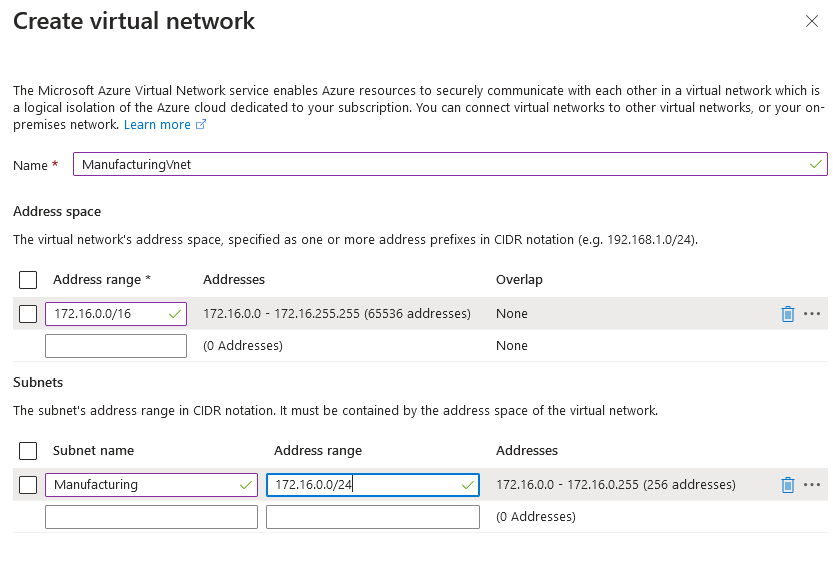 Create virtual network
The Microsoft Azure Virtual Network service enables Azure resources to securely communicate with each other in a virtual network which is
a logical isolation of the Azure cloud dedicated to your subscription. You can connect virtual networks to other virtual networks, or your on-
premises network. Learn more
Name * ManufacturingVnet
Address space
The virtual network's address space, specified as one or more address prefixes in CIDR notation (e.g. 192.168.1.0/24).
Address range * Addresses Overlap
172.16.0.0/16 172.16.0.0 - 172.16.255.255 (65536 addresses) None
(0 Addresses) None
Subnets
The subnet's address range in CIDR notation. It must be contained by the address space of the virtual network.
Subnet name Address range Addresses
Manufacturing 172.16.0.0/24 172.16.0.0 - 172.16.0.255 (256 addresses)
(0 Addresses)